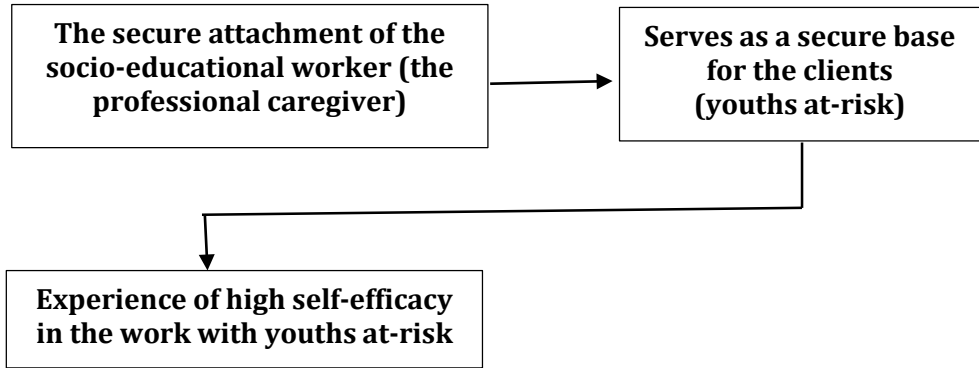 The secure attachment of the
socio-educational worker (the
professional caregiver)
Serves as a secure base
for the clients
(youths at-risk)
Experience of high self-efficacy
in the work with youths at-risk